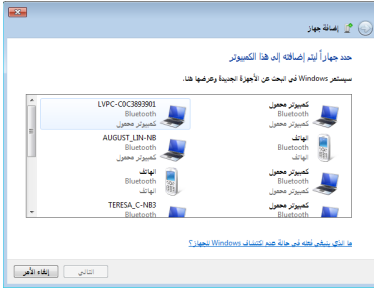 إضافة جهاز
حدد جهازاً ليتم إضافته إلى هذا الكمبيوتر
سيستمر Windows في البحث عن الأجهزة الجديدة وعرضها هنا.
كمبيوتر محمول
Bluetooth
كمبيوتر محمول
LVPC-C0C3893901
Bluetooth
كمبيوتر محمول
الهاتف
Bluetooth
الهاتف
AUGUST_LIN-NB
Bluetooth
كمبيوتر محمول
كمبيوتر محمول
Bluetooth
كمبيوتر محمول
الهاتف
Bluetooth
الهاتف
كمبيوتر محمول
Bluetooth
TERESA_C-NB3
Bluetooth
ما الذي ينبغي فعله في حالة عدم اكتشاف Windows للجهاز؟
التالي
إلغاء الأمر